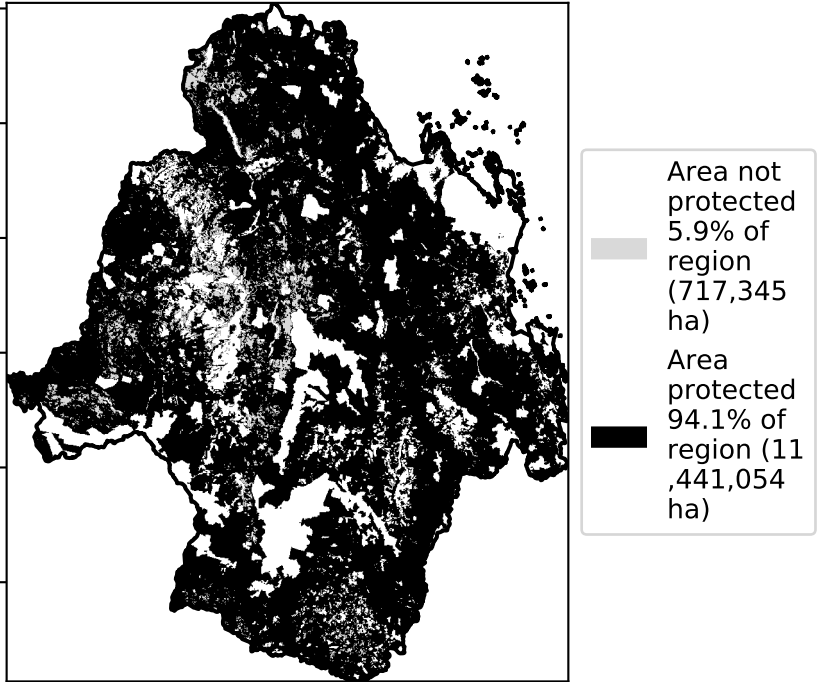 Area not
protected
5.9% of
region
(717,345
ha)
Area
protected
94.1% of
region (11
,441,054
ha)